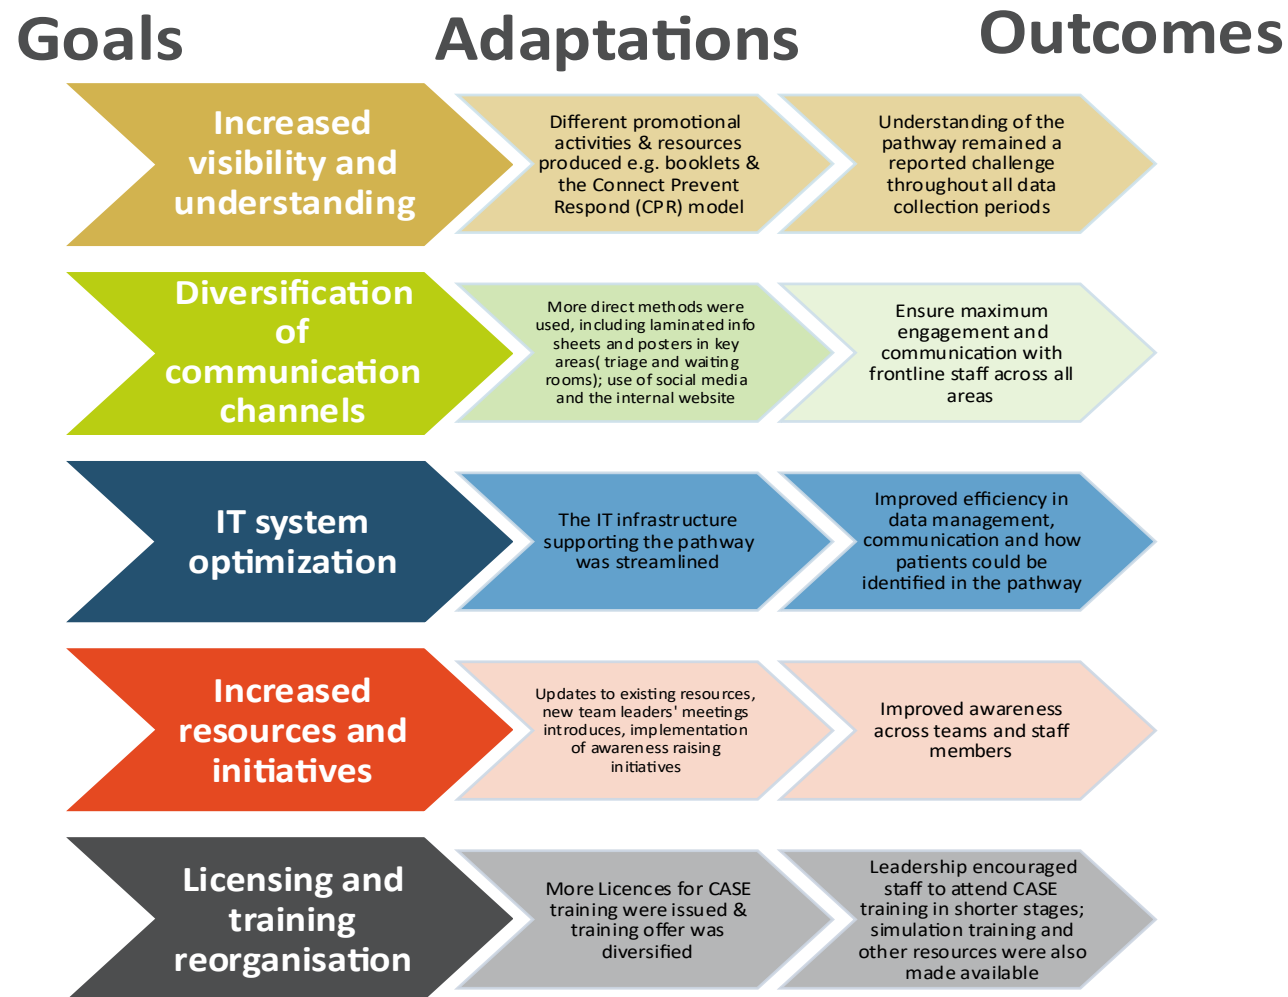 Goals
Adaptations
Outcomes
Increased
visibility and
understanding
Different promotional
activities & resources
produced e.g. booklets &
the Connect Prevent
Respond (CPR) model
Understanding of the
pathway remained a
reported challenge
throughout all data
collection periods
Diversification
of
communication
channels
More direct methods were
used, including laminated info
sheets and posters in key
areas( triage and waiting
rooms); use of social media
and the internal website
Ensure maximum
engagement and
communication with
frontline staff across all
areas
IT system
optimization
The IT infrastructure
supporting the pathway
was streamlined
Improved efficiency in
data management,
communication and how
patients could be
identified in the pathway
Increased
resources and
initiatives
Updates to existing resources,
new team leaders' meetings
introduces, implementation
of awareness raising
initiatives
Improved awareness
across teams and staff
members
Licensing and
training
reorganisation
More Licences for CASE
training were issued &
training offer was
diversified
Leadership encouraged
staff to attend CASE
training in shorter stages;
simulation training and
other resources were also
made available